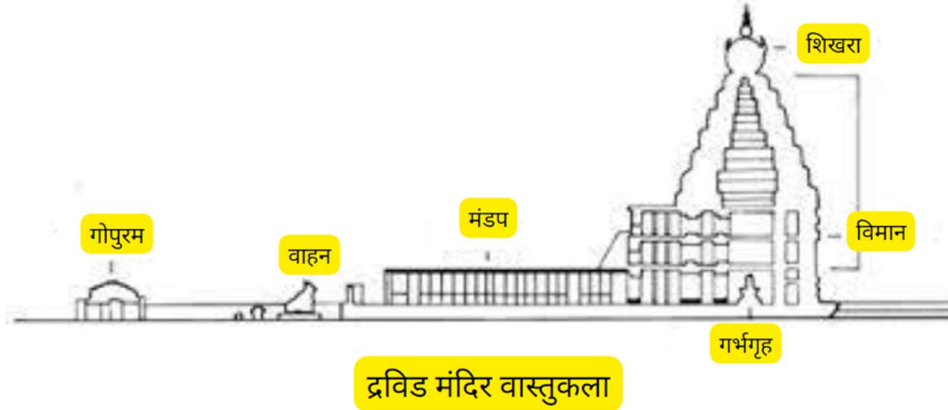 शिखरा
गोपुरम
वाहन
मंडप
विमान
गर्भगृह
द्रविड मंदिर वास्तुकला